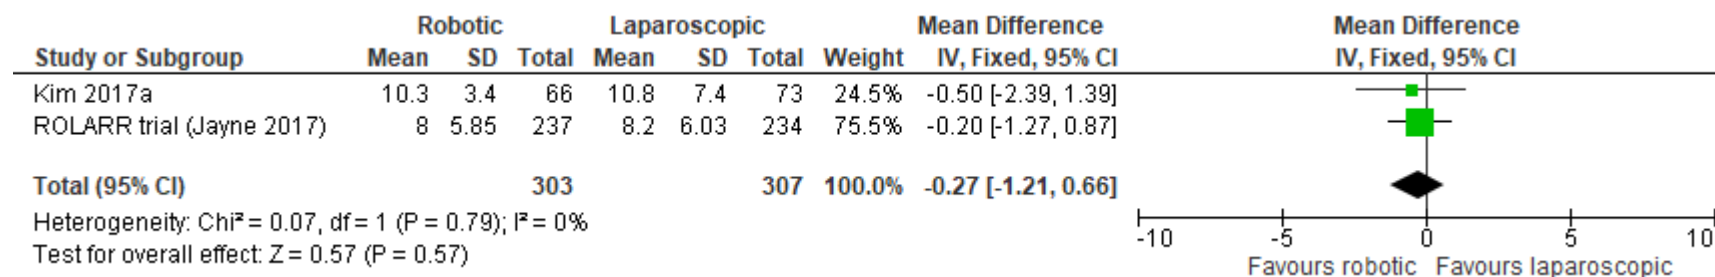 Robotic Laparoscopic Mean Difference Mean Difference
Study or Subgroup Mean SD Total Mean SD Total Weight IV, Fixed, 95% CI IV, Fixed, 95% CI
Kim 2017a 10.3 3.4 66 10.8 7.4 73 24.5% -0.50 [-2.39, 1.39]
ROLARR trial (Jayne 2017) 8 5.85 237 8.2 6.03 234 75.5% -0.20 [-1.27, 0.87]
Total (95% CI) 303 307 100.0% -0.27 [-1.21, 0.66]
Heterogeneity: Chi² = 0.07, df = 1 (P = 0.79); I² = 0%
Test for overall effect: Z = 0.57 (P = 0.57)
-10 -5 0 5 10
Favours robotic Favours laparoscopic